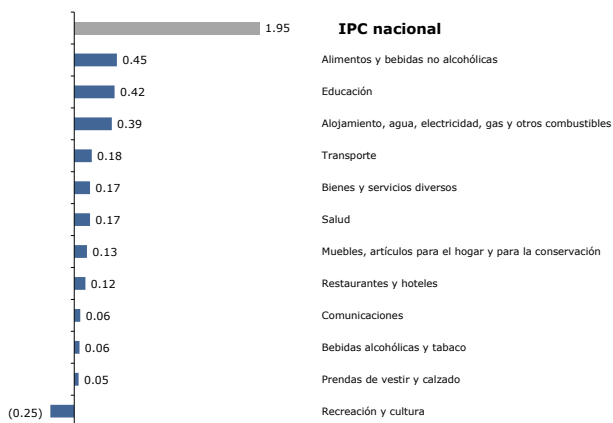 1.95 IPC nacional
0.45 Alimentos y bebidas no alcohólicas
0.42 Educación
0.39 Alojamiento, agua, electricidad, gas y otros combustibles
0.18 Transporte
0.17 Bienes y servicios diversos
0.17 Salud
0.13 Muebles, artículos para el hogar y para la conservación
0.12 Restaurantes y hoteles
0.06 Comunicaciones
0.06 Bebidas alcohólicas y tabaco
0.05 Prendas de vestir y calzado
(0.25) Recreación y cultura